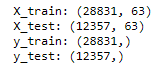 X_train: (28831, 63)
X_test: (12357, 63)
y_train: (28831,)
y_test: (12357,)